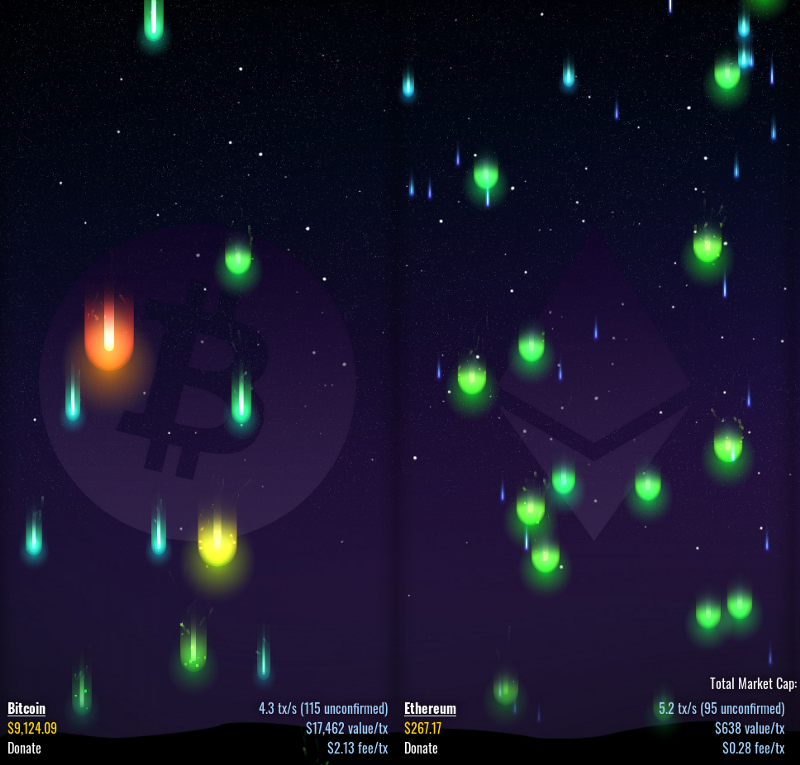 Total Market Cap:
Bitcoin 4.3 tx/s (115 unconfirmed)
$9,124.09 $17,462 value/tx
Donate $2.13 fee/tx
Ethereum 5.2 tx/s (95 unconfirmed)
$267.17 $638 value/tx
Donate $0.28 fee/tx